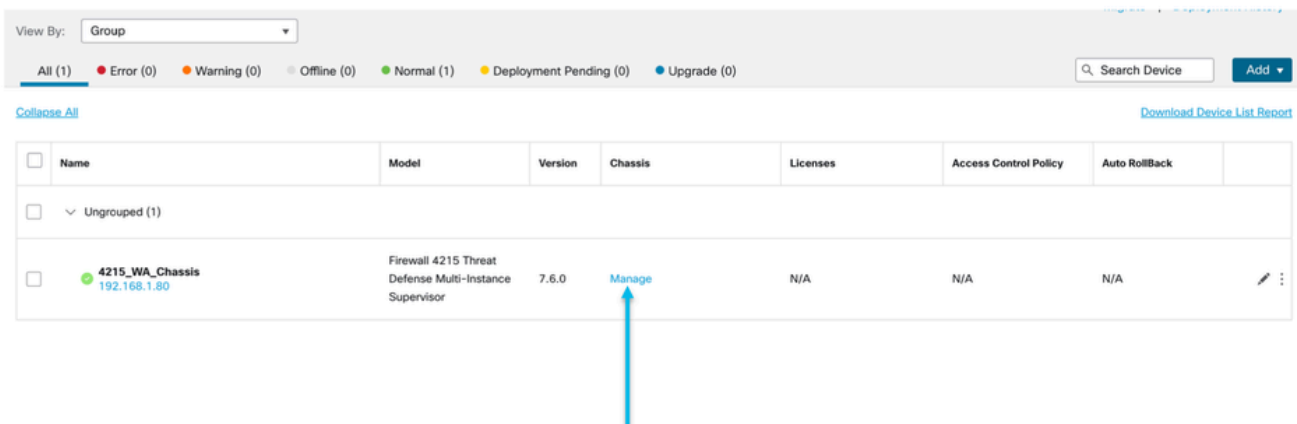 View By: Group
All (1) Error (0) Warning (0) Offline (0) Normal (1) Deployment Pending (0) Upgrade (0) Search Device Add
Collapse All Download Device List Report
Name Model Version Chassis Licenses Access Control Policy Auto RollBack
Ungrouped (1)
4215_WA_Chassis
192.168.1.80
Firewall 4215 Threat
Defense Multi-Instance
Supervisor
7.6.0 Manage N/A N/A N/A